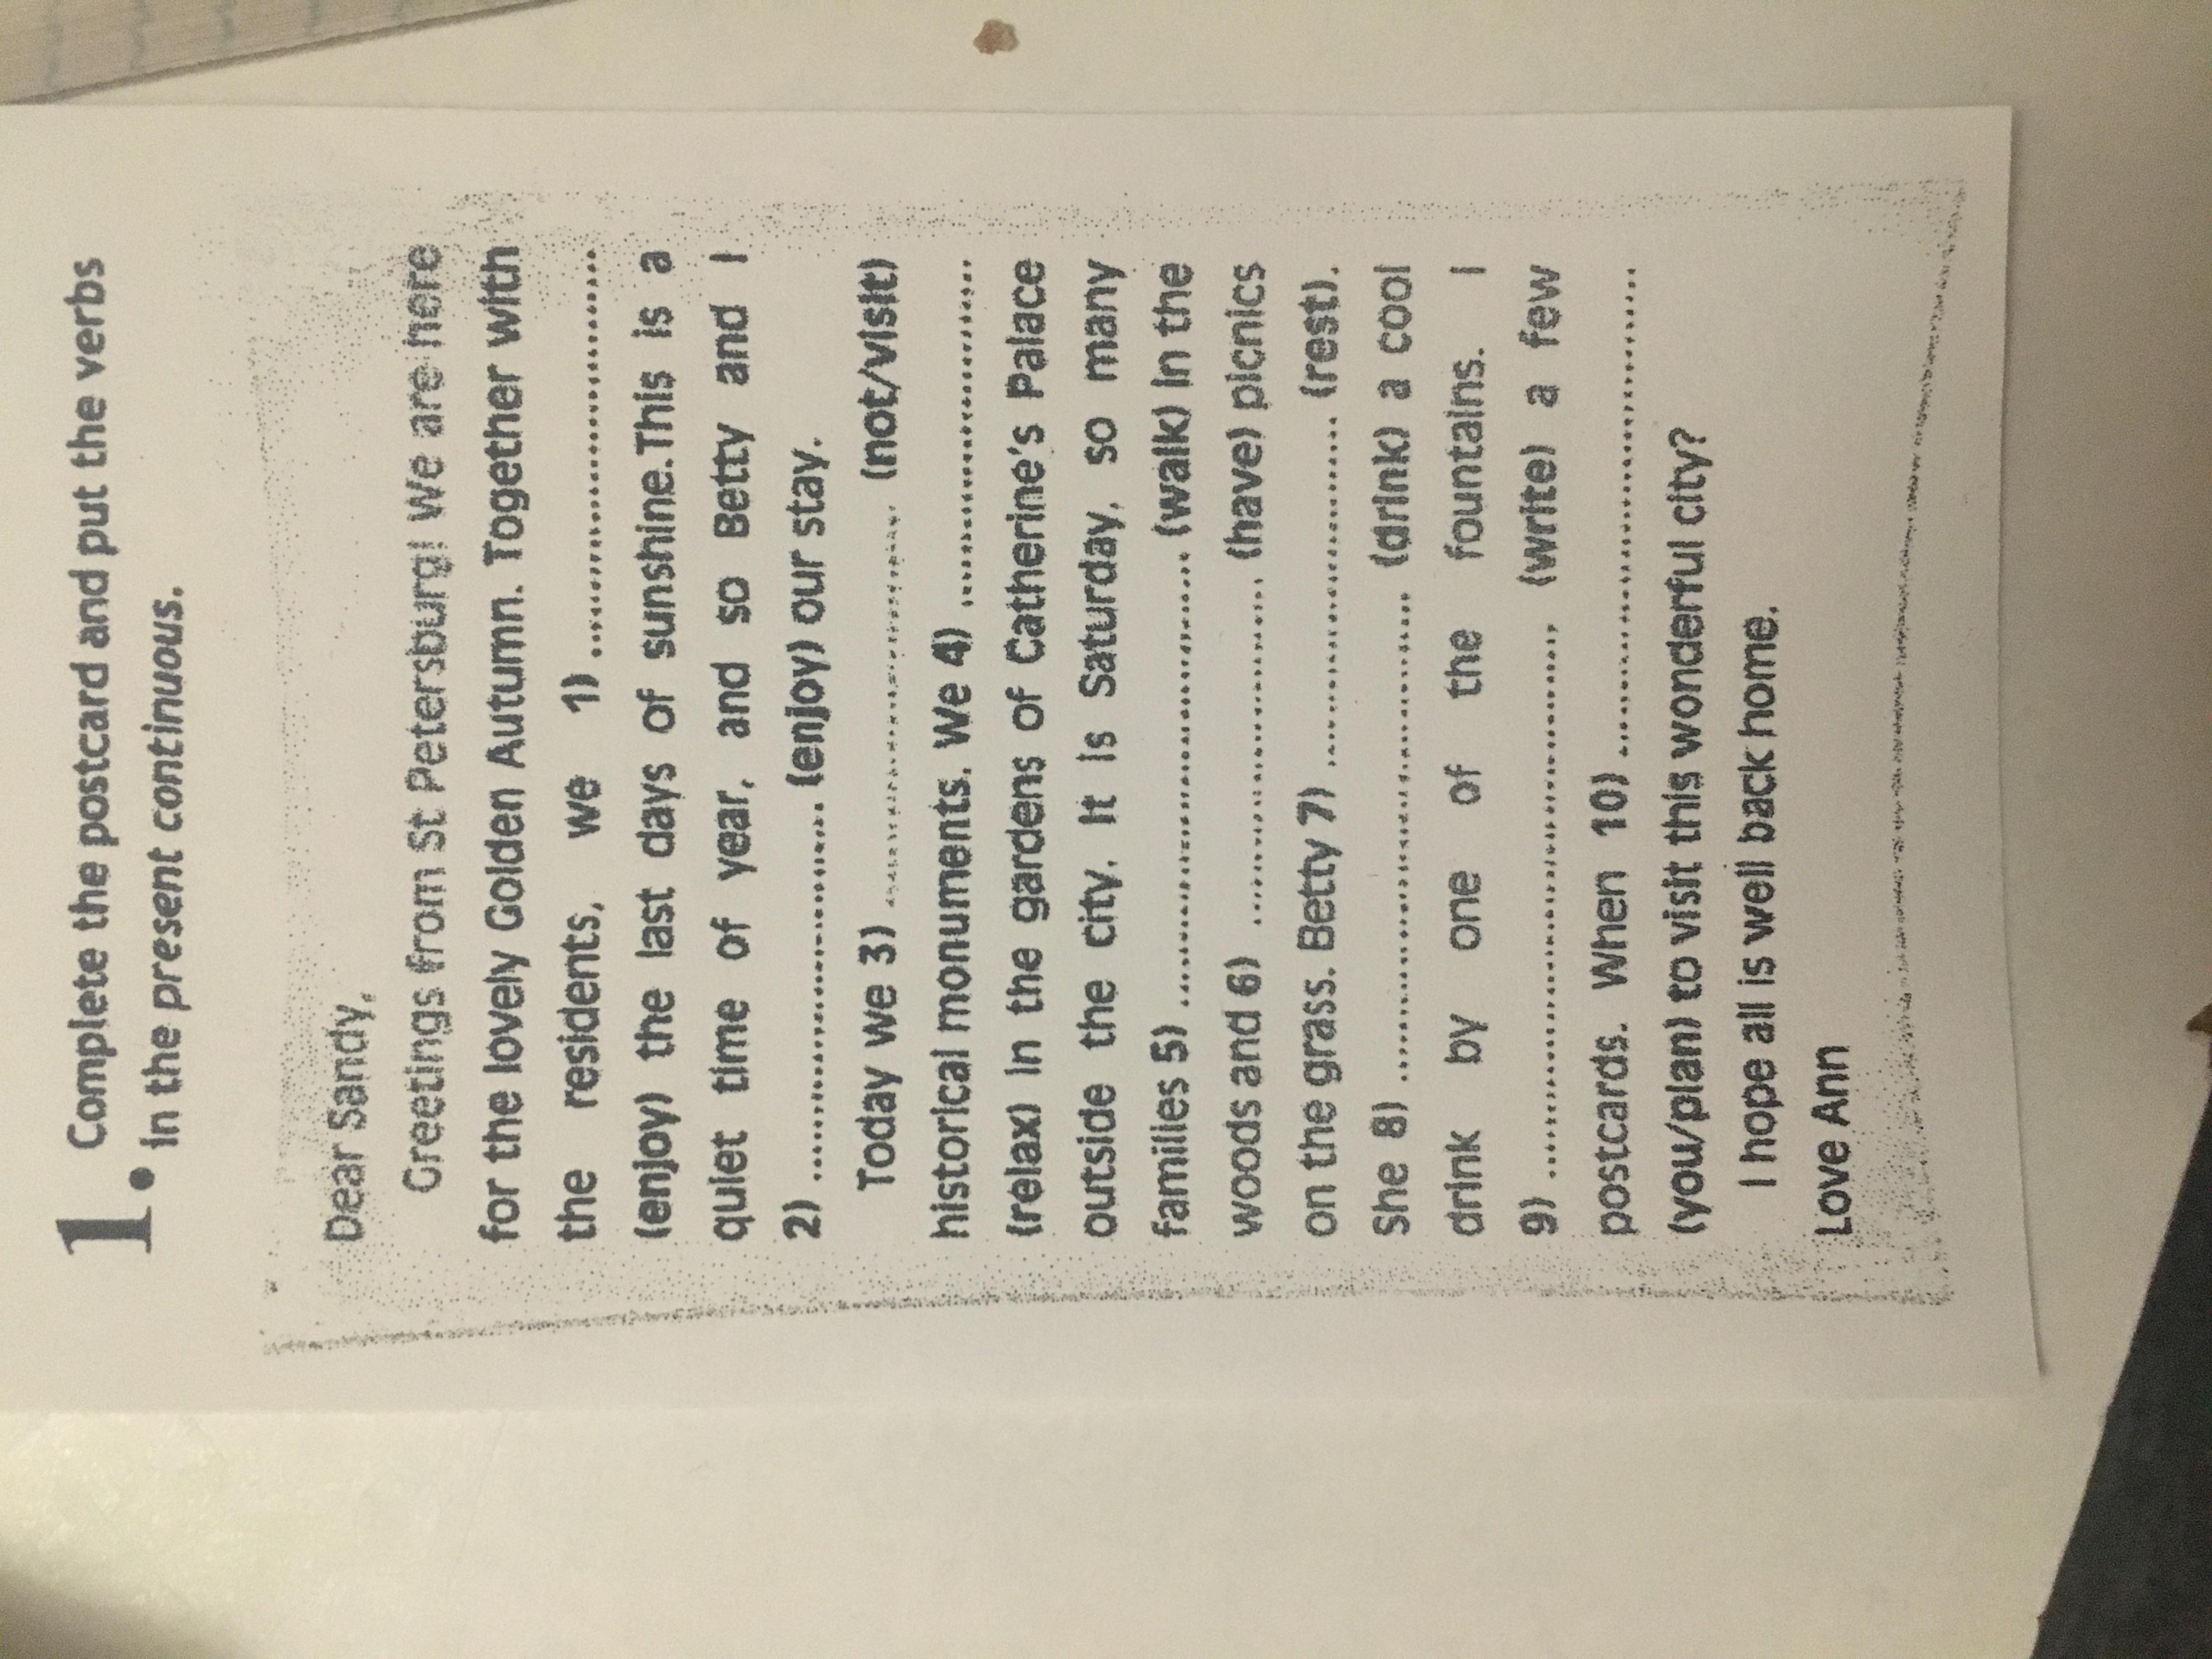 1. Complete the postcard and put the verbs
in the present continuous.
Dear Sandy,
Greetings from St Petersburg! We are here
for the lovely Golden Autumn. Together with
the residents, we 1) ........................................
(enjoy) the last days of sunshine.This is a
quiet time of year, and so Betty and I
2) ........................................ (enjoy) our stay.
Today we 3) ........................................ (not/visit)
historical monuments. We 4) ........................................
(relax) in the gardens of Catherine's Palace
outside the city. It is Saturday, so many
families 5) ........................................ (walk) in the
woods and 6) ........................................ (have) picnics
on the grass. Betty 7) ........................................ (rest).
She 8) ........................................ (drink) a cool
drink by one of the fountains. I
9) ........................................ (write) a few
postcards. When 10) ........................................
(you/plan) to visit this wonderful city?
I hope all is well back home.
Love Ann